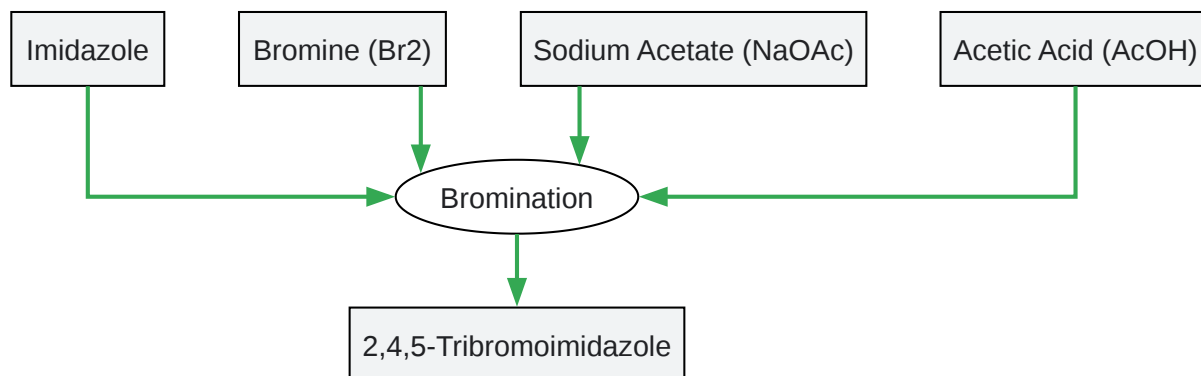 Imidazole
Bromine (Br2)
Sodium Acetate (NaOAc)
Acetic Acid (AcOH)
Bromination
2,4,5-Tribromoimidazole